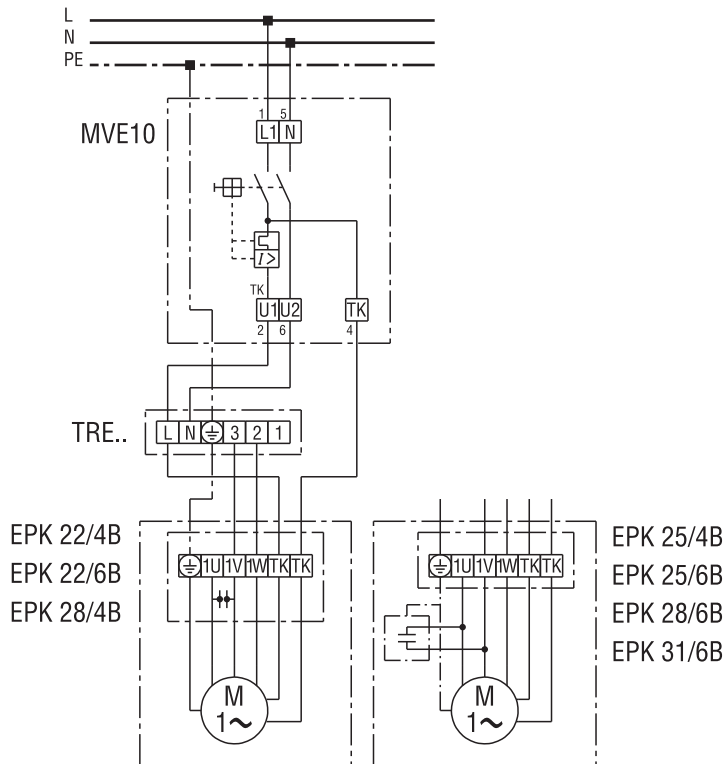 L
N
PE
MVE10
1 5
L1 N
I>
TK
U1 U2 TK
2 6 4
TRE..
L N 3 2 1
EPK 22/4B
EPK 22/6B
EPK 28/4B
1U 1V 1W TK TK
M
1~
1U 1V 1W TK TK
M
1~
EPK 25/4B
EPK 25/6B
EPK 28/6B
EPK 31/6B